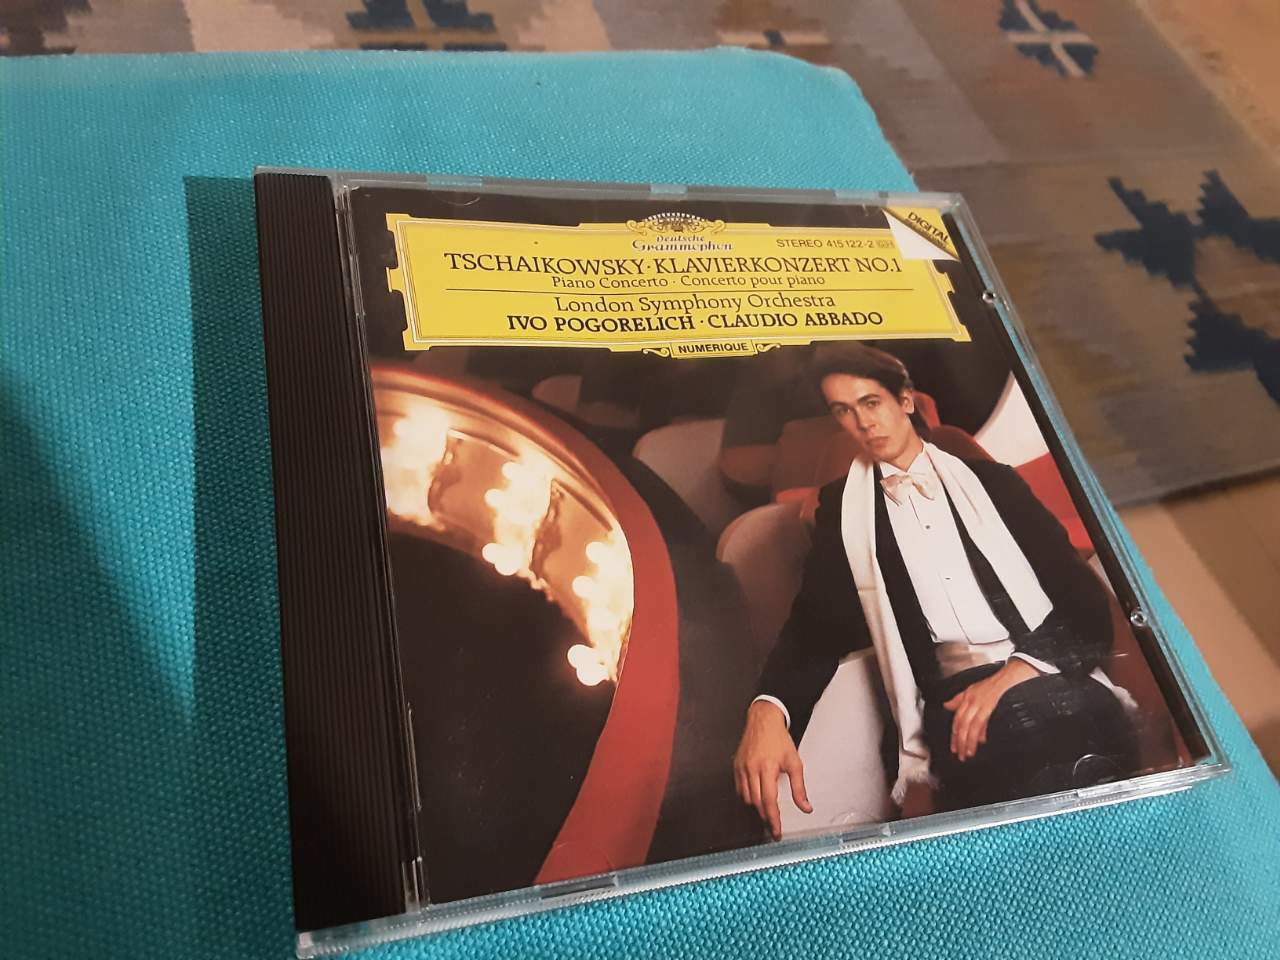 DIGITAL
Deutsche
Grammophon
STEREO 415 122-2 GH
TSCHAIKOWSKY · KLAVIERKONZERT NO.1
Piano Concerto · Concerto pour piano
London Symphony Orchestra
IVO POGORELICH · CLAUDIO ABBADO
NUMERIQUE